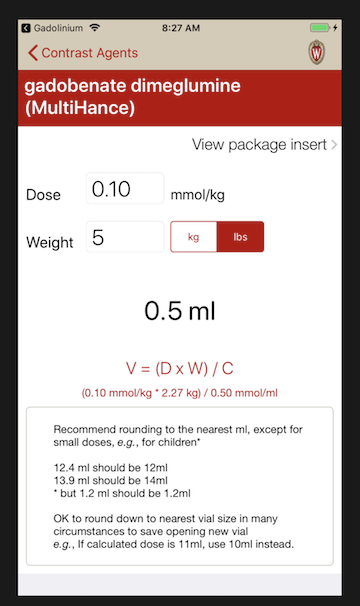 Gadolinium 8:27 AM
Contrast Agents W
gadobenate dimeglumine
(MultiHance)
View package insert
Dose 0.10 mmol/kg
Weight 5 kg lbs
0.5 ml
V = (D x W) / C
(0.10 mmol/kg * 2.27 kg) / 0.50 mmol/ml
Recommend rounding to the nearest ml, except for
small doses, e.g., for children*
12.4 ml should be 12ml
13.9 ml should be 14ml
* but 1.2 ml should be 1.2ml
OK to round down to nearest vial size in many
circumstances to save opening new vial
e.g., If calculated dose is 11ml, use 10ml instead.